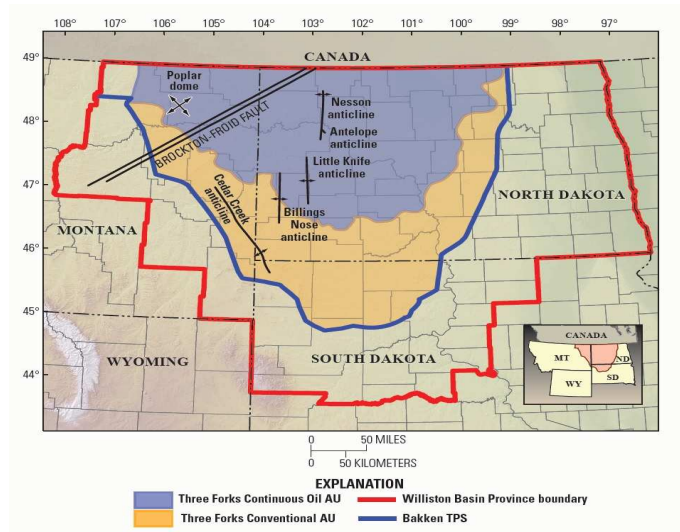 108° 107° 106° 105° 104° 103° 102° 101° 100° 99° 98° 97°
49°
48°
47°
46°
45°
44°
CANADA
Poplar
dome
BROCKTON-FROID FAULT
Nesson
anticline
Antelope
anticline
Little Knife
anticline
Cedar Creek
anticline
Billings
Nose
anticline
NORTH DAKOTA
MONTANA
WYOMING
SOUTH DAKOTA
CANADA
MT
ND
SD
WY
0 50 MILES
0 50 KILOMETERS
EXPLANATION
Three Forks Continuous Oil AU
Williston Basin Province boundary
Three Forks Conventional AU
Bakken TPS